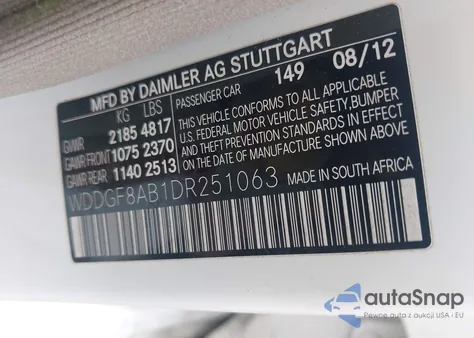 MFD BY DAIMLER AG STUTTGART
KG LBS PASSENGER CAR 149 08/12
GVWR 2185 4817
GAWR FRONT 1075 2370
GAWR REAR 1140 2513
THIS VEHICLE CONFORMS TO ALL APPLICABLE
U.S. FEDERAL MOTOR VEHICLE SAFETY, BUMPER
AND THEFT PREVENTION STANDARDS IN EFFECT
ON THE DATE OF MANUFACTURE SHOWN ABOVE.
WDDGF8AB1DR251063 MADE IN SOUTH AFRICA
autoSnap
Pewne auta z aukcji USA i EU